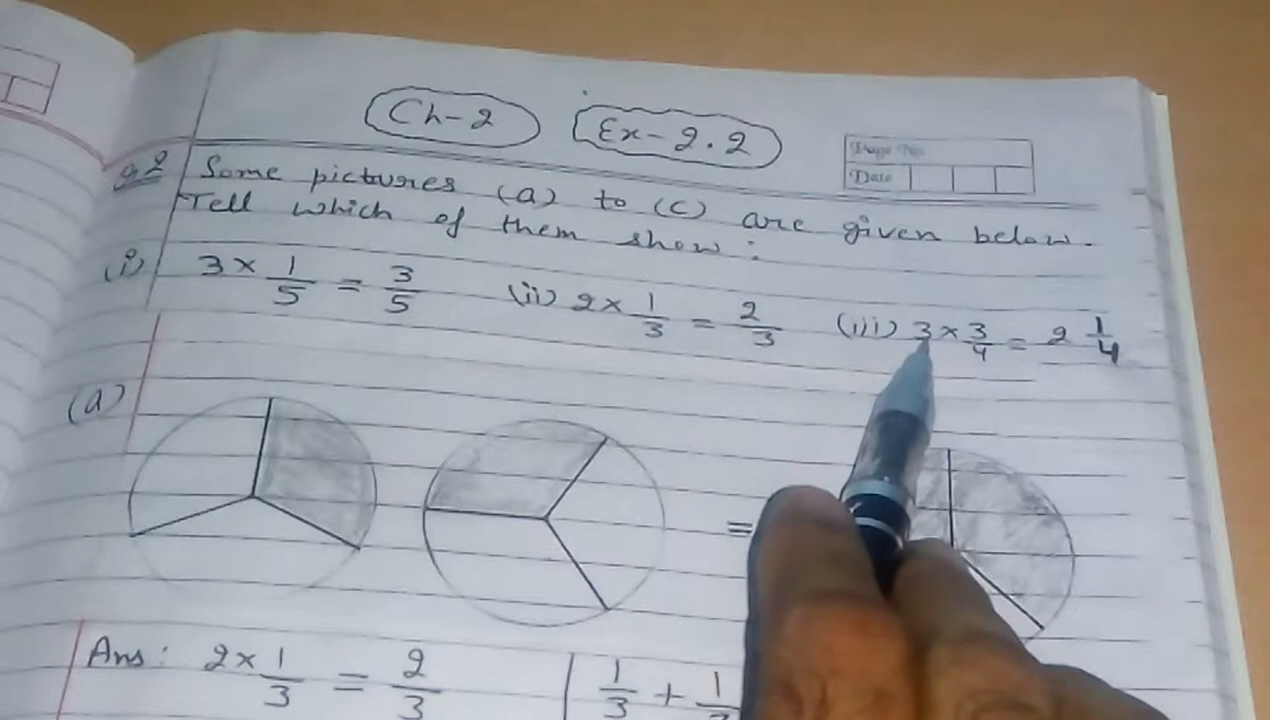 Ch-2 Ex-2.2
Page No.
Date
Q2 Some pictures (a) to (c) are given below.
Tell which of them show:
(i) 3 × 1/5 = 3/5 (ii) 2 × 1/3 = 2/3 (iii) 3 × 3/4 = 2 1/4
(a)
=
Ans: 2 × 1/3 = 2/3 | 1/3 + 1/3